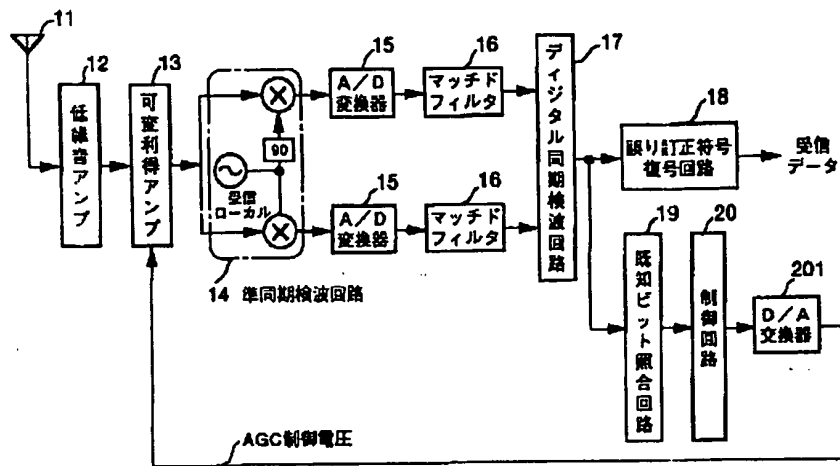 11
12
13
低雑音アンプ
可変利得アンプ
90
受信
ローカル
14 準同期検波回路
15
A/D
変換器
16
マッチド
フィルタ
15
A/D
変換器
16
マッチド
フィルタ
17
ディジタル同期検波回路
18
誤り訂正符号
復号回路
受信
データ
19
既知ビット照合回路
20
制御回路
201
D/A
交換器
AGC制御電圧